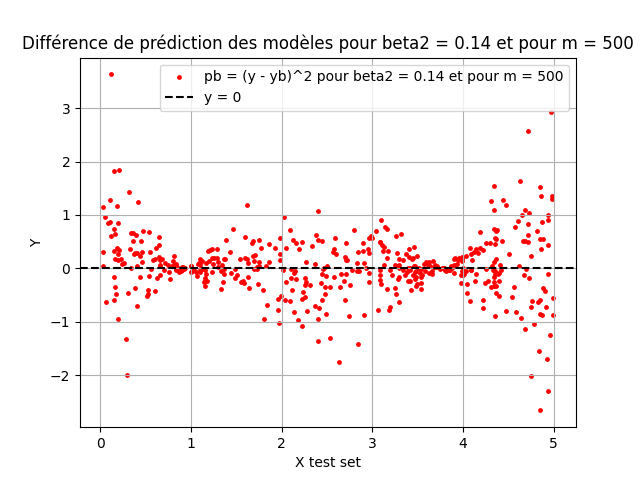 Différence de prédiction des modèles pour beta2 = 0.14 et pour m = 500
pb = (y - yb)^2 pour beta2 = 0.14 et pour m = 500
y = 0
3
2
1
0
−1
−2
Y
0
1
2
3
4
5
X test set